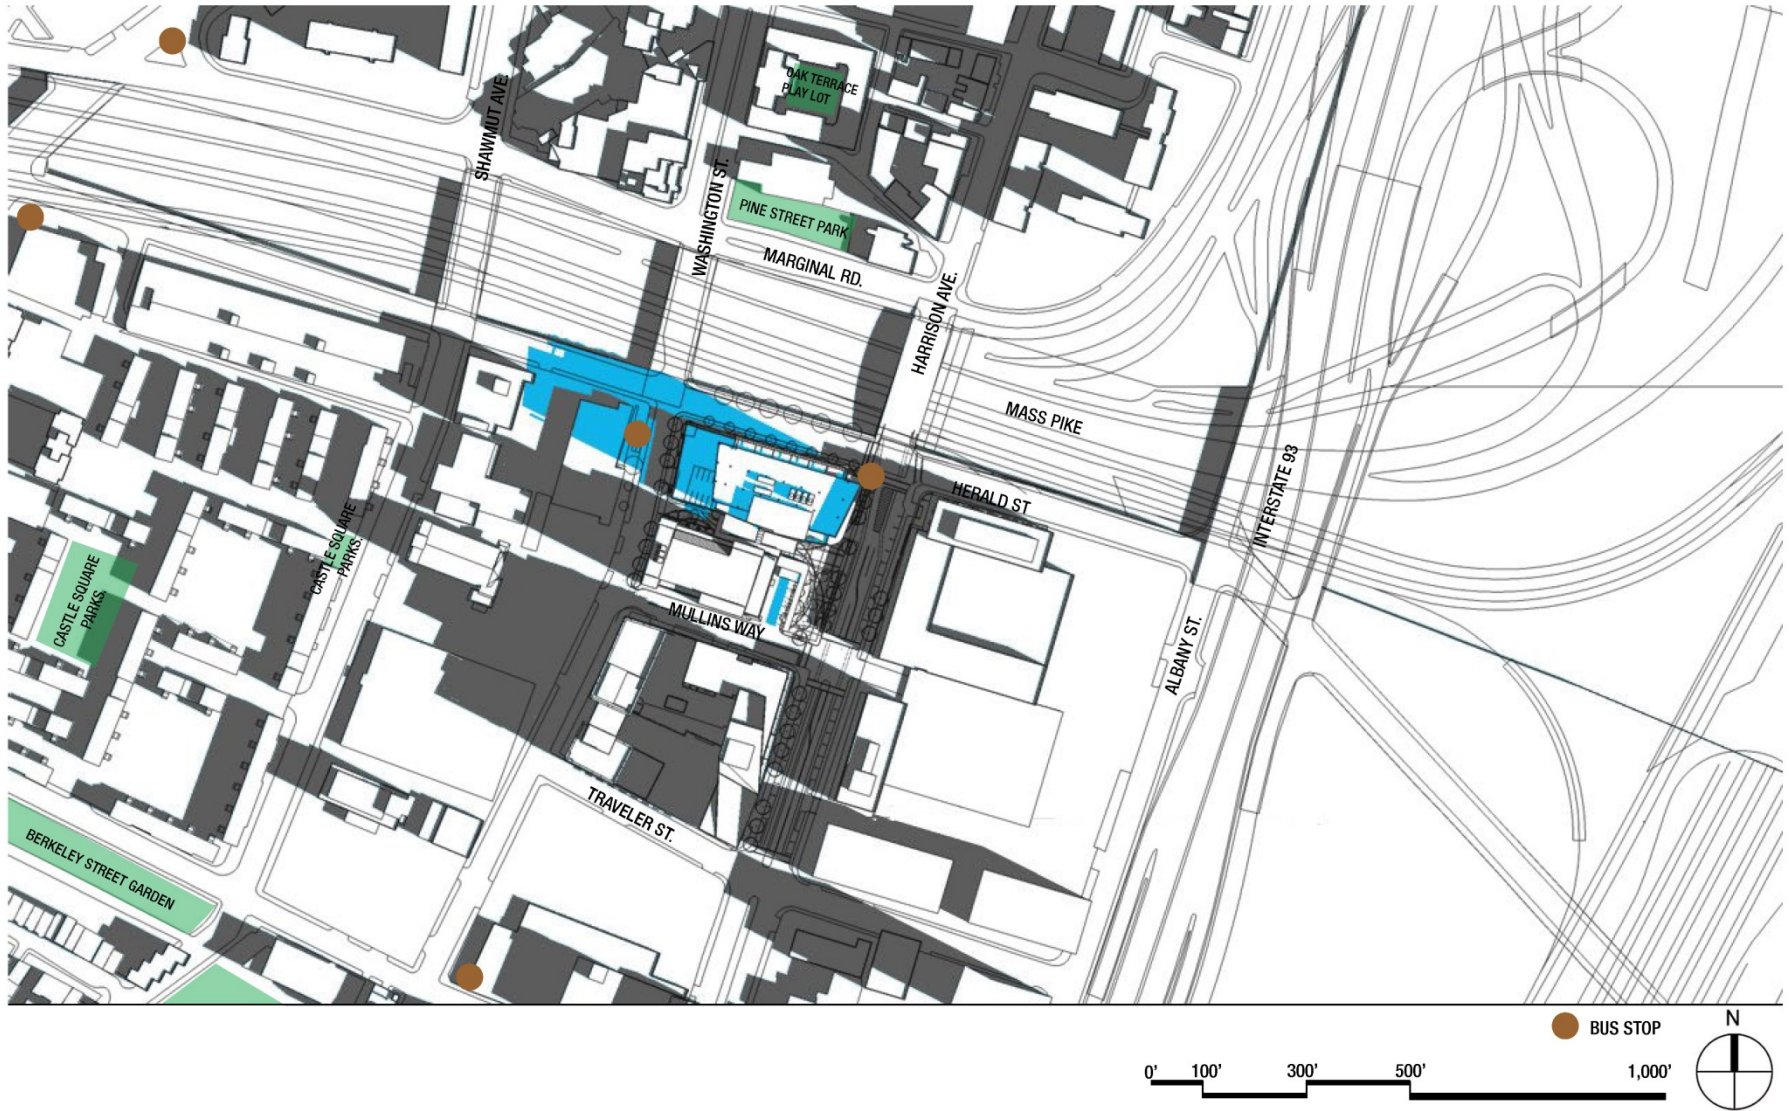 OAK TERRACE
PLAY LOT
SHAWMUT AVE.
WASHINGTON ST.
PINE STREET PARK
MARGINAL RD.
HARRISON AVE.
MASS PIKE
HERALD ST
INTERSTATE 93
CASTLE SQUARE
PARKS.
CASTLE SQUARE
PARKS.
MULLINS WAY
ALBANY ST.
TRAVELER ST.
BERKELEY STREET GARDEN
BUS STOP
N
0' 100' 300' 500' 1,000'